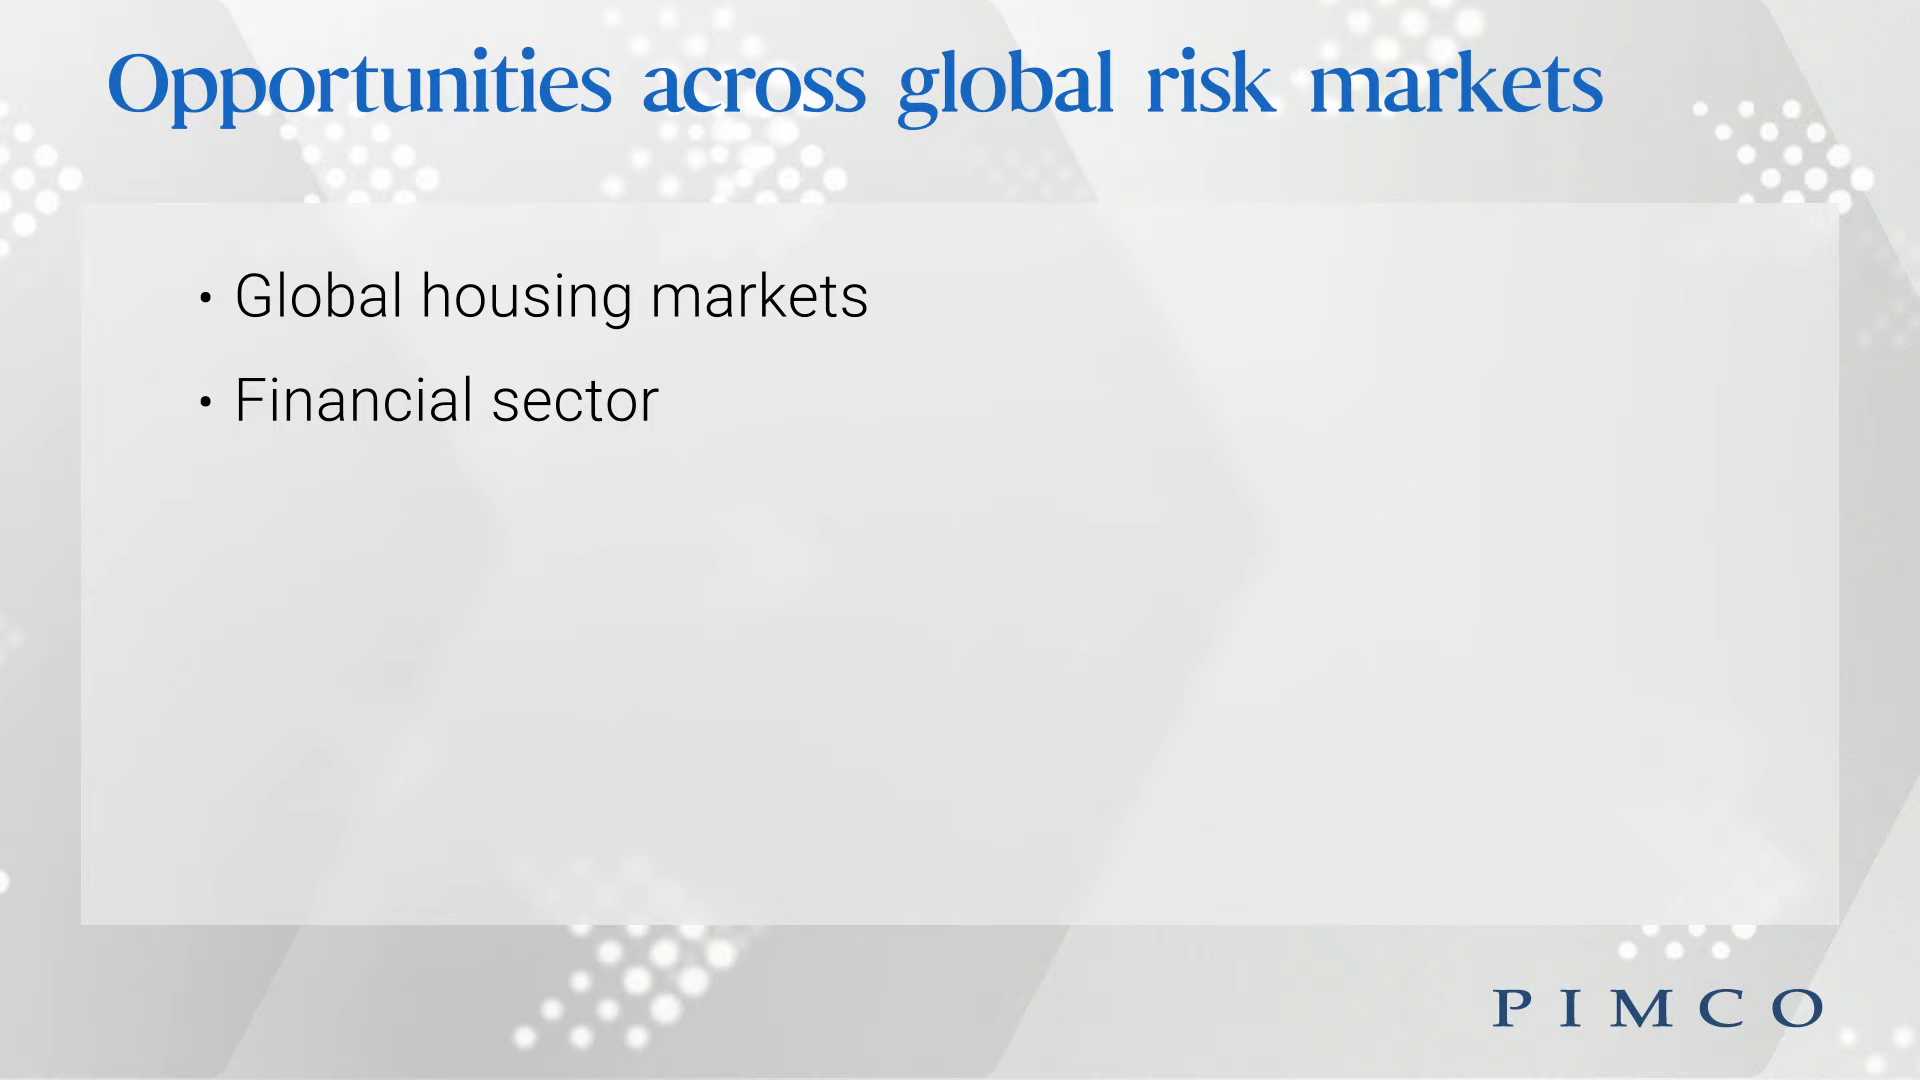 Opportunities across global risk markets
• Global housing markets
• Financial sector
PIMCO